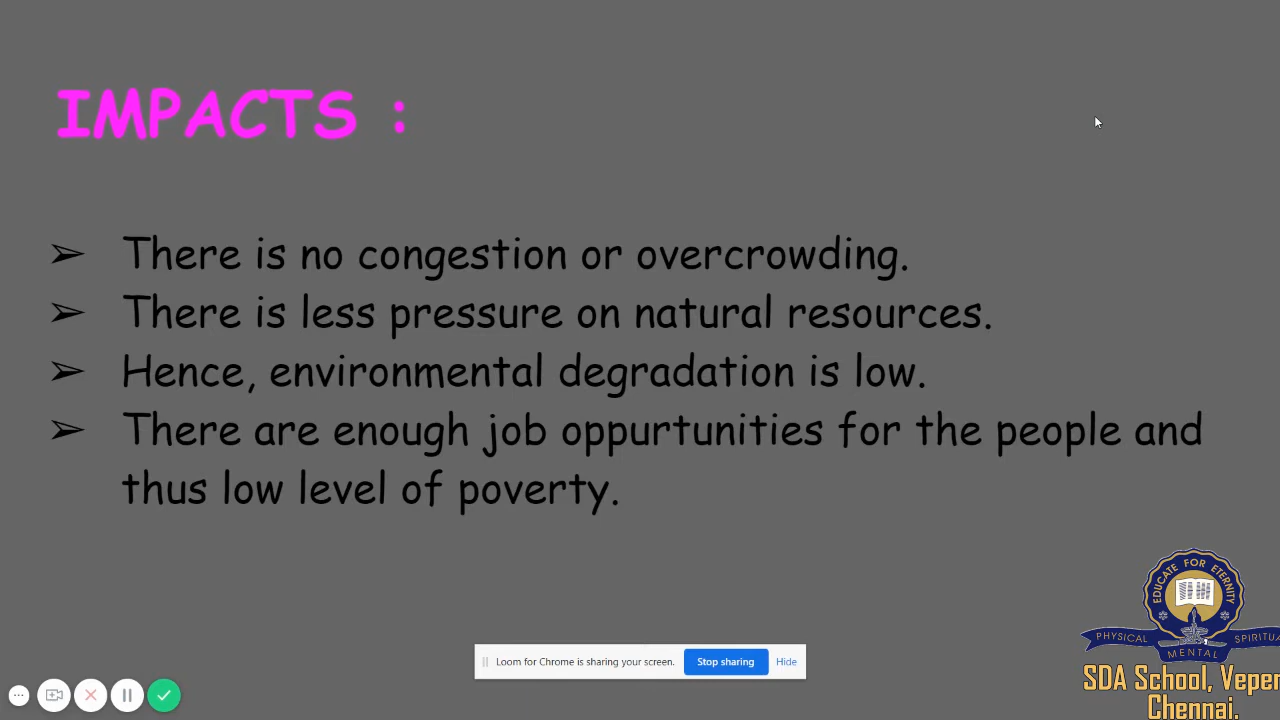 IMPACTS :
➢ There is no congestion or overcrowding.
➢ There is less pressure on natural resources.
➢ Hence, environmental degradation is low.
➢ There are enough job oppurtunities for the people and
thus low level of poverty.
EDUCATE FOR ETERNITY
PHYSICAL SPIRITUA
MENTAL
Loom for Chrome is sharing your screen. Stop sharing Hide
SDA School, Veper
Chennai.